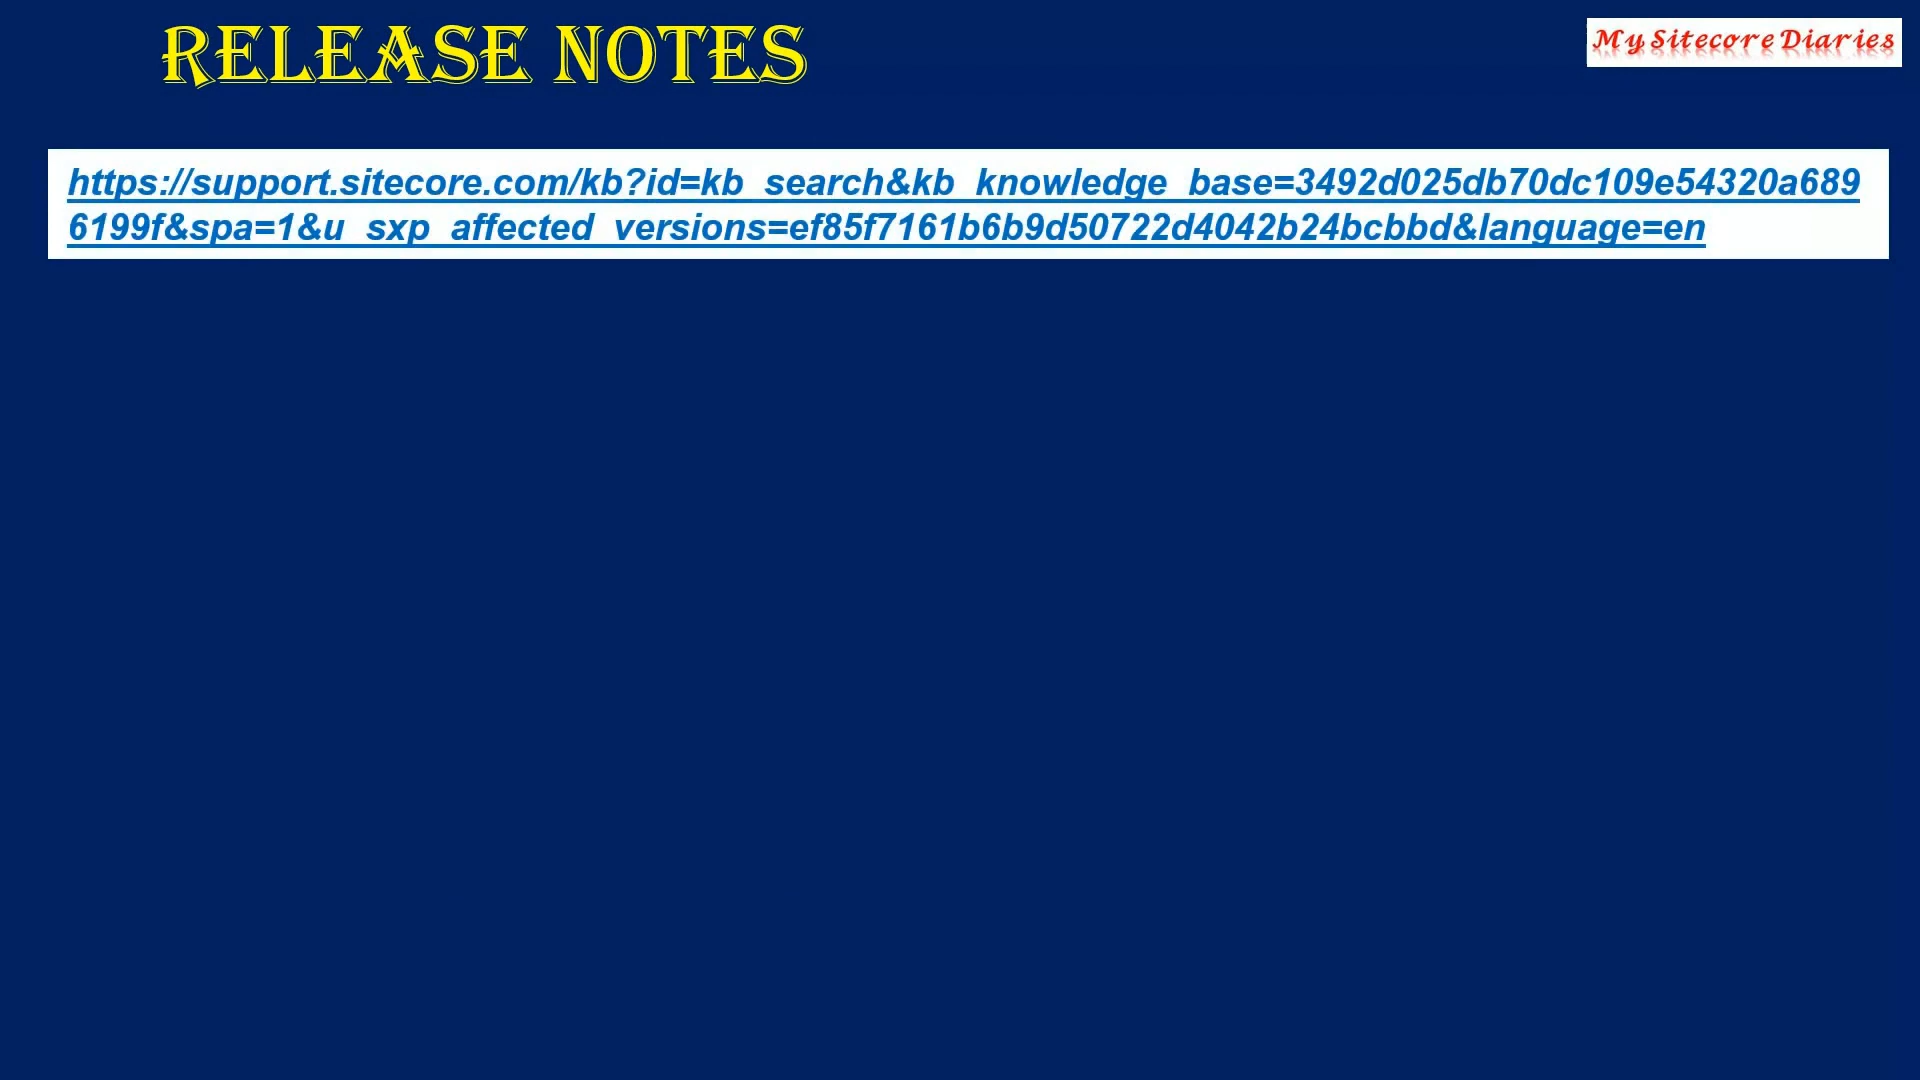 RELEASE NOTES
My Sitecore Diaries
https://support.sitecore.com/kb?id=kb_search&kb_knowledge_base=3492d025db70dc109e54320a689
6199f&spa=1&u_sxp_affected_versions=ef85f7161b6b9d50722d4042b24bcbbd&language=en